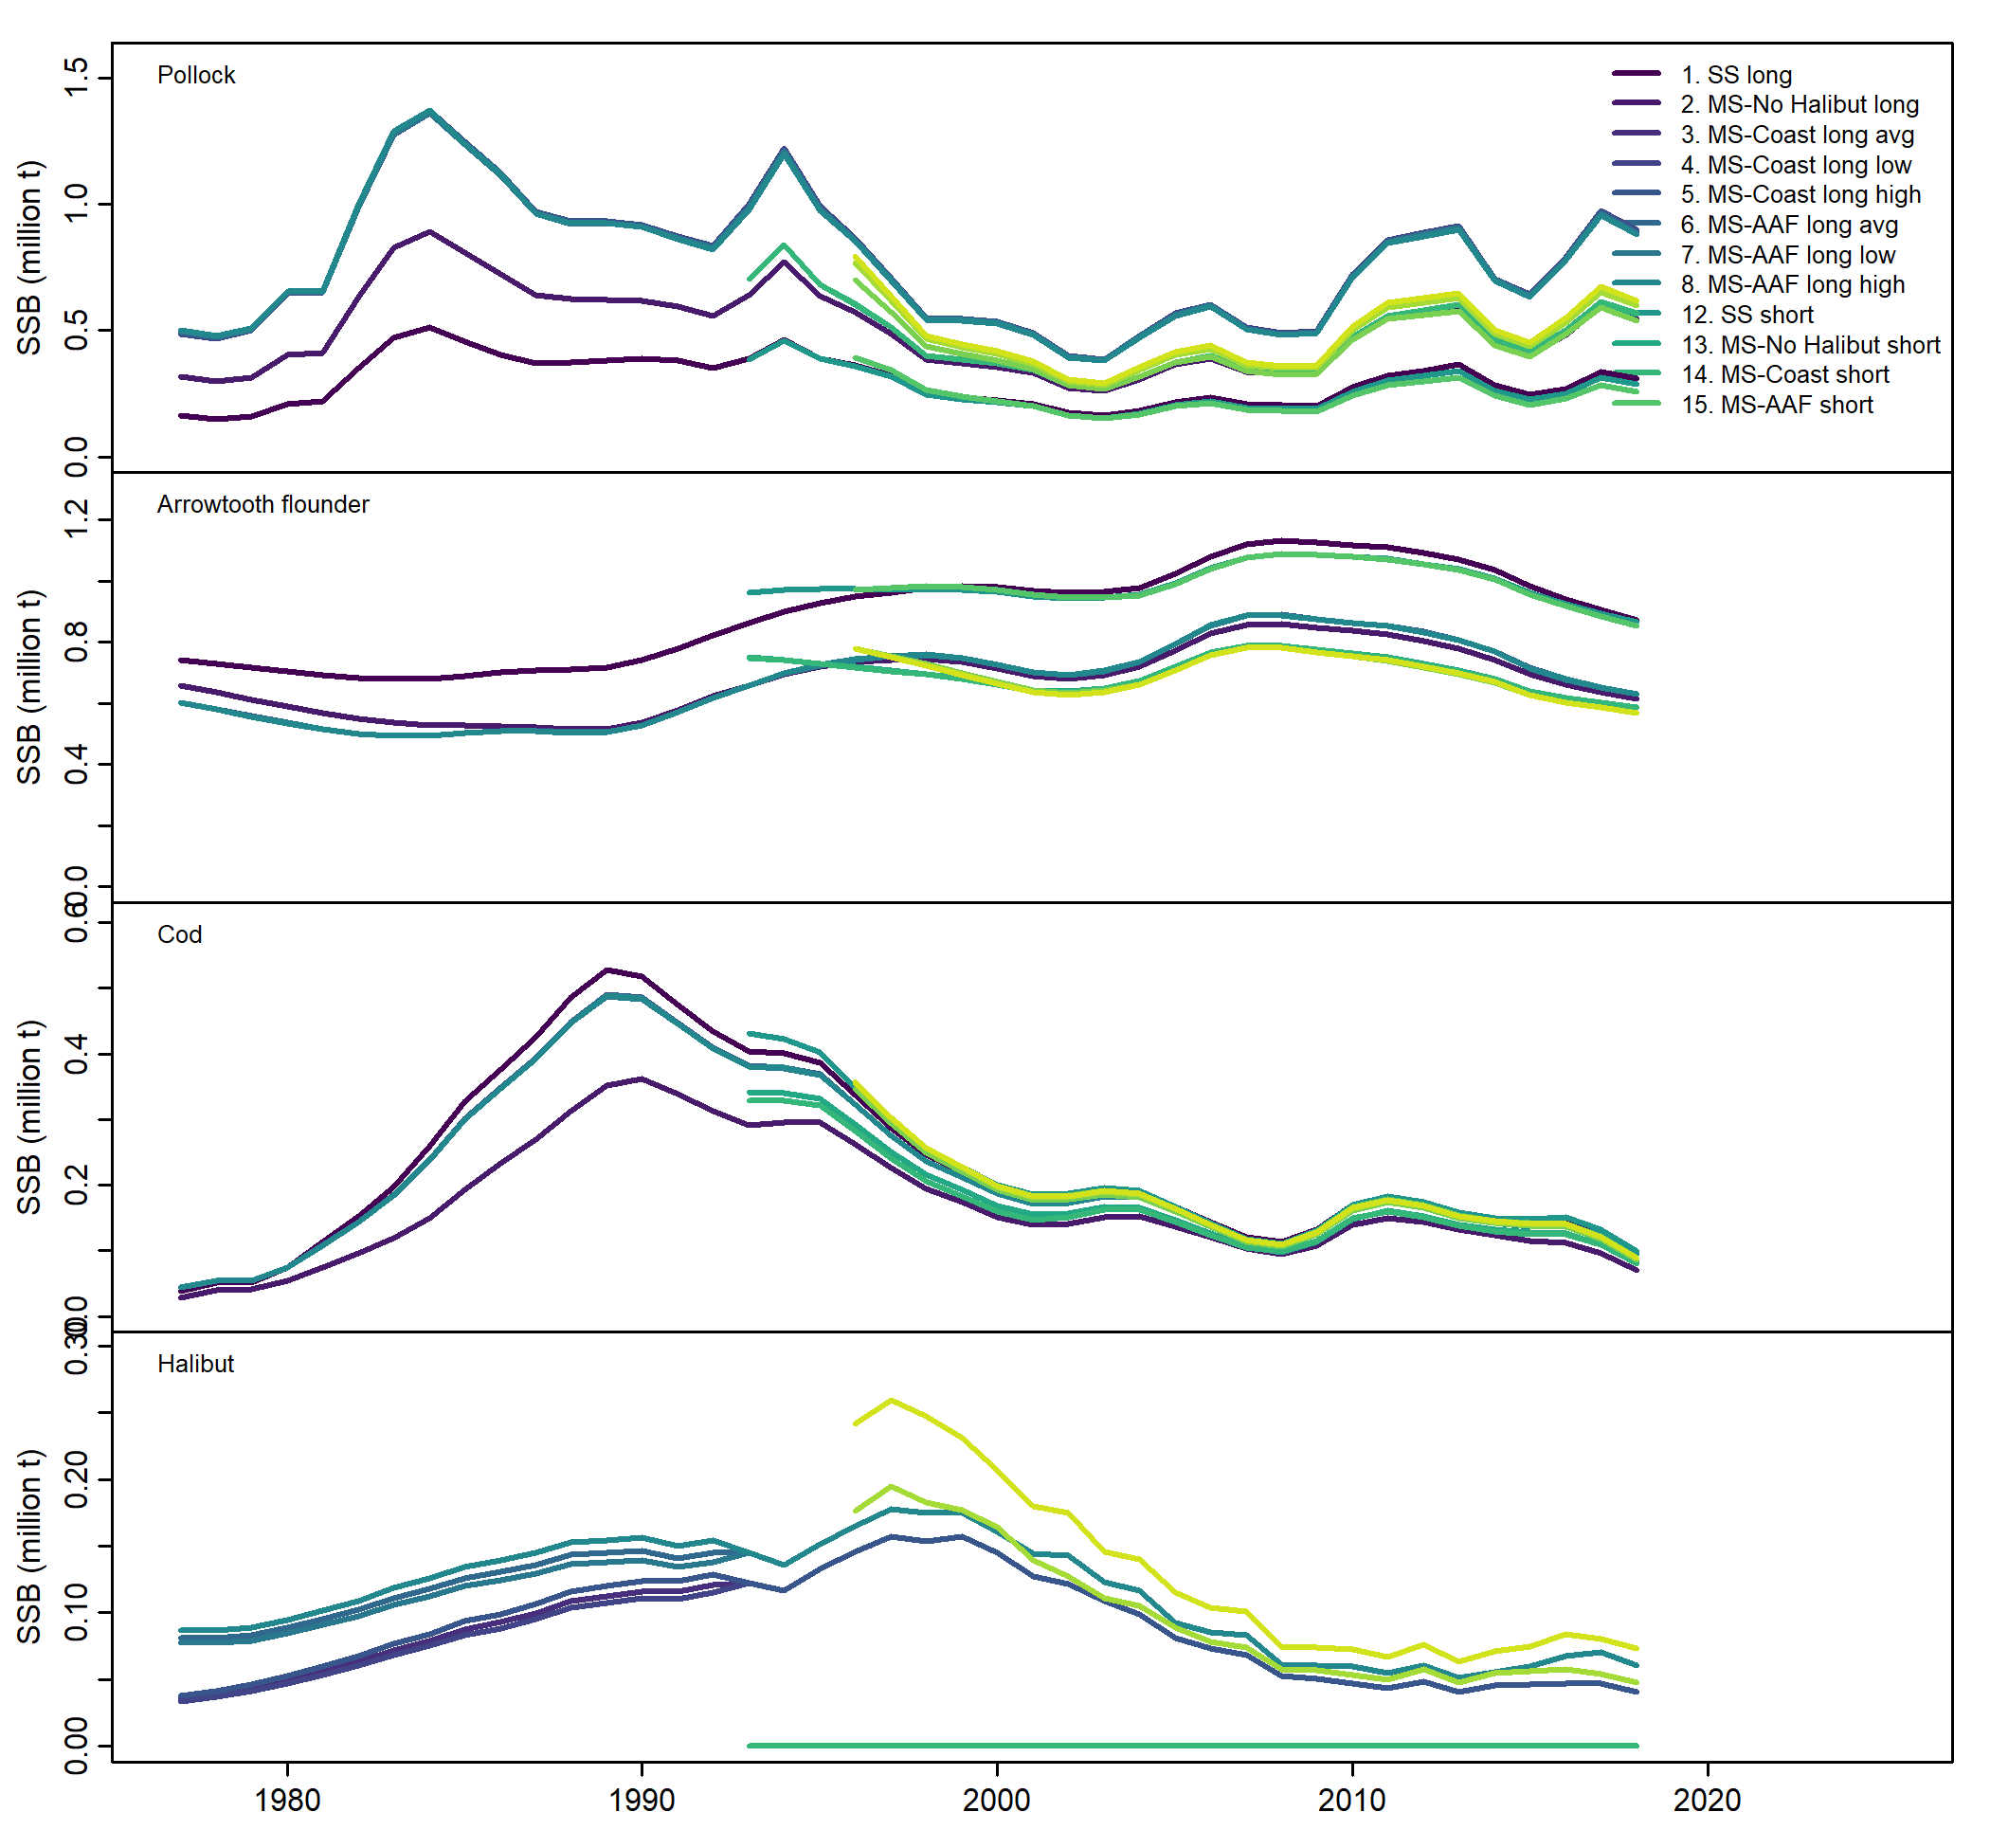 Pollock
SSB (million t)
1.5
1.0
0.5
0.0
1. SS long
2. MS-No Halibut long
3. MS-Coast long avg
4. MS-Coast long low
5. MS-Coast long high
6. MS-AAF long avg
7. MS-AAF long low
8. MS-AAF long high
12. SS short
13. MS-No Halibut short
14. MS-Coast short
15. MS-AAF short
Arrowtooth flounder
SSB (million t)
1.2
0.8
0.4
0.0
Cod
SSB (million t)
0.6
0.4
0.2
0.0
Halibut
SSB (million t)
0.30
0.20
0.10
0.00
1980
1990
2000
2010
2020